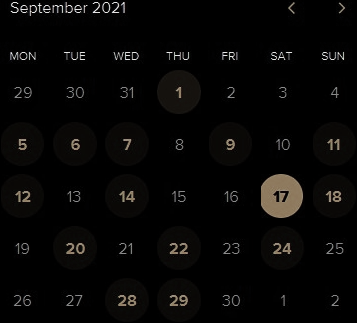 September 2021
MON TUE WED THU FRI SAT SUN
29 30 31 1 2 3 4
5 6 7 8 9 10 11
12 13 14 15 16 17 18
19 20 21 22 23 24 25
26 27 28 29 30 1 2